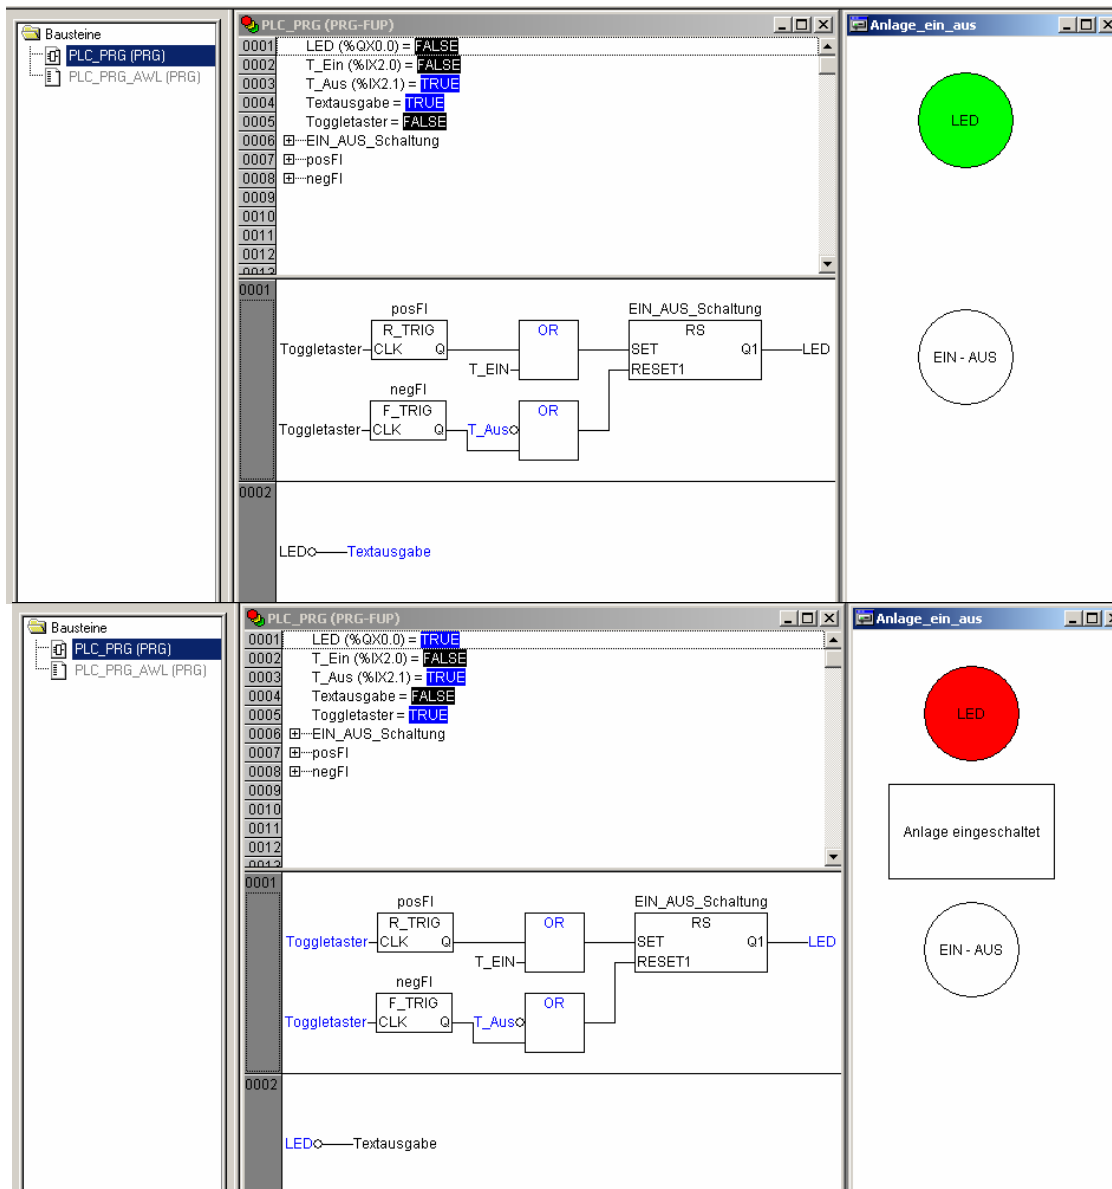 Bausteine
PLC_PRG (PRG)
PLC_PRG_AWL (PRG)
PLC_PRG (PRG-FUP)
0001 LED (%QX0.0) = FALSE
0002 T_Ein (%IX2.0) = FALSE
0003 T_Aus (%IX2.1) = TRUE
0004 Textausgabe = TRUE
0005 Toggletaster = FALSE
0006 EIN_AUS_Schaltung
0007 posFl
0008 negFl
0009
0010
0011
0012
0013
0001
posFl EIN_AUS_Schaltung
R_TRIG OR RS
Toggletaster CLK Q SET Q1 LED
T_EIN RESET1
negFl
F_TRIG OR
Toggletaster CLK Q T_Aus
0002
LED Textausgabe
Anlage_ein_aus
LED
EIN - AUS
Bausteine
PLC_PRG (PRG)
PLC_PRG_AWL (PRG)
PLC_PRG (PRG-FUP)
0001 LED (%QX0.0) = TRUE
0002 T_Ein (%IX2.0) = FALSE
0003 T_Aus (%IX2.1) = TRUE
0004 Textausgabe = FALSE
0005 Toggletaster = TRUE
0006 EIN_AUS_Schaltung
0007 posFl
0008 negFl
0009
0010
0011
0012
0013
0001
posFl EIN_AUS_Schaltung
R_TRIG OR RS
Toggletaster CLK Q SET Q1 LED
T_EIN RESET1
negFl
F_TRIG OR
Toggletaster CLK Q T_Aus
0002
LED Textausgabe
Anlage_ein_aus
LED
Anlage eingeschaltet
EIN - AUS